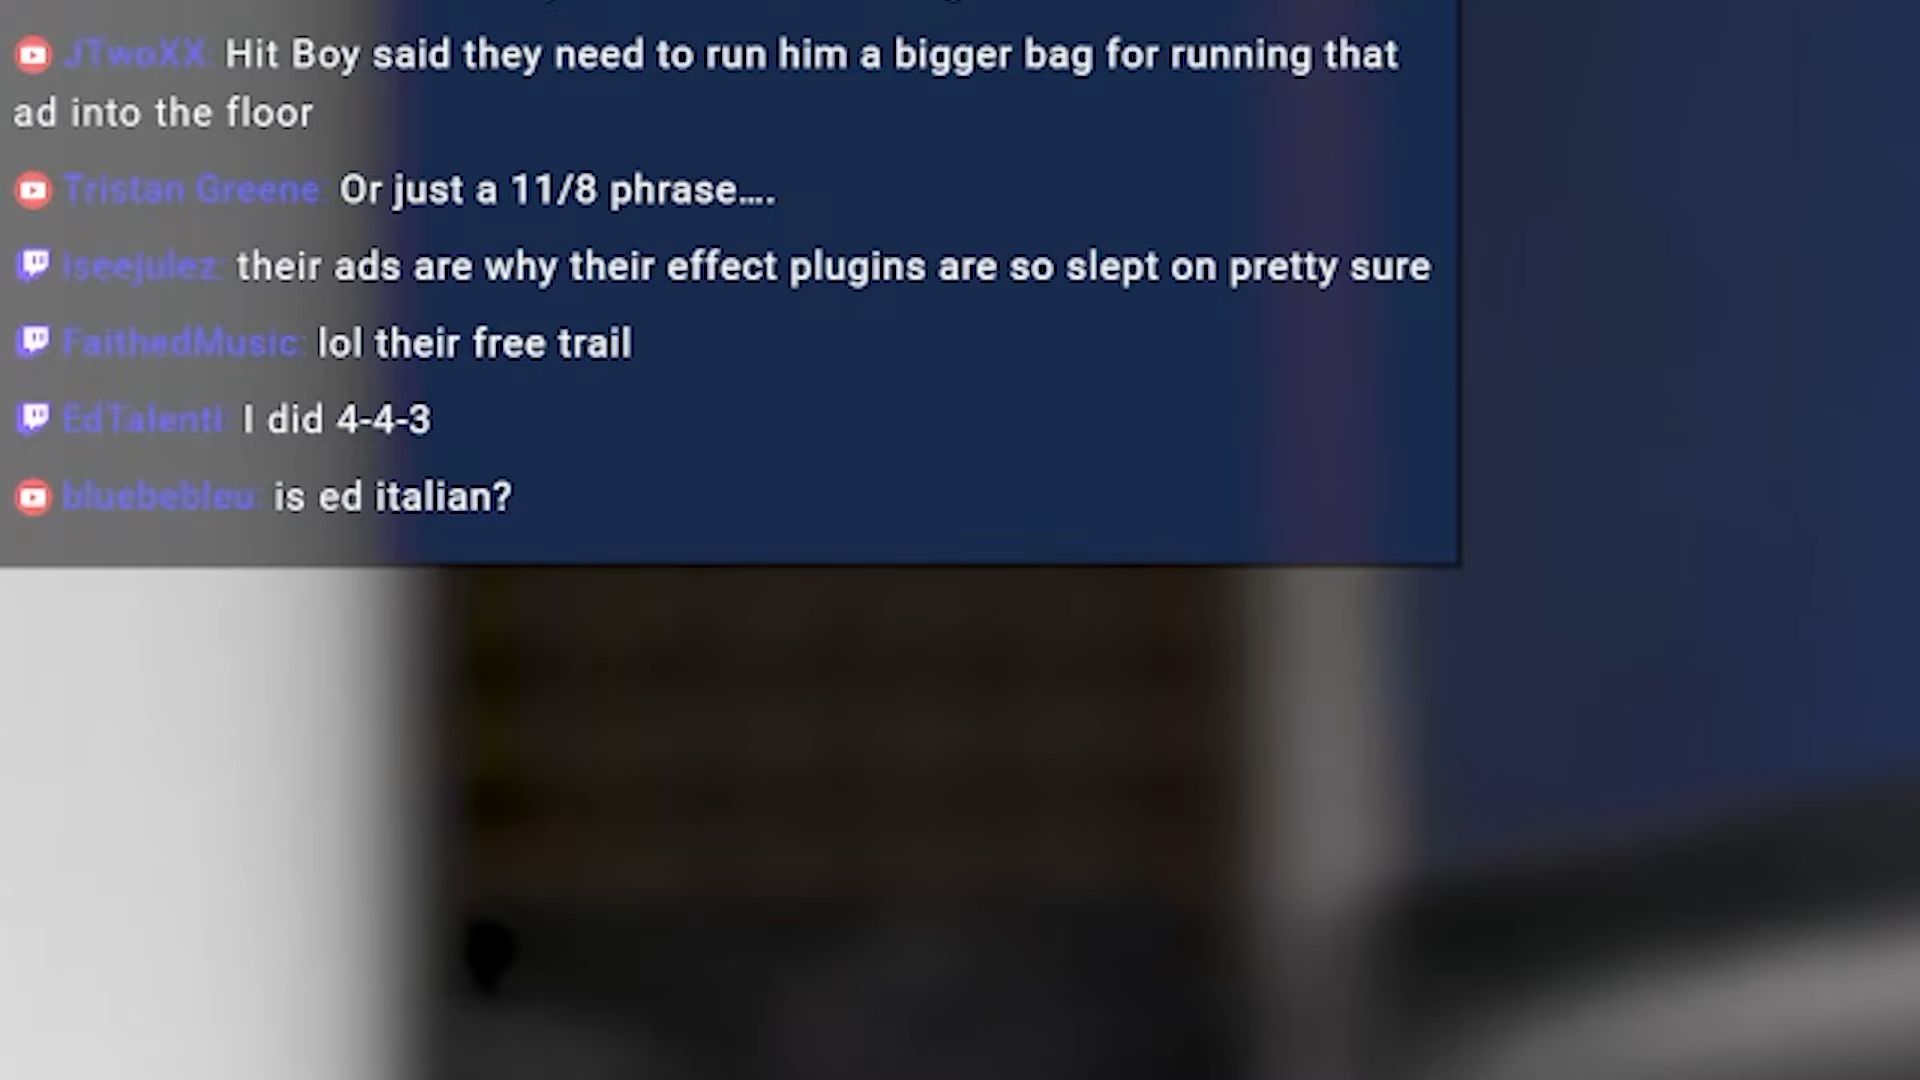 JTwoXX: Hit Boy said they need to run him a bigger bag for running that
ad into the floor
Tristan Greene: Or just a 11/8 phrase....
iseejulez: their ads are why their effect plugins are so slept on pretty sure
FaithedMusic: lol their free trail
EdTalenti: I did 4-4-3
bluebebleu: is ed italian?